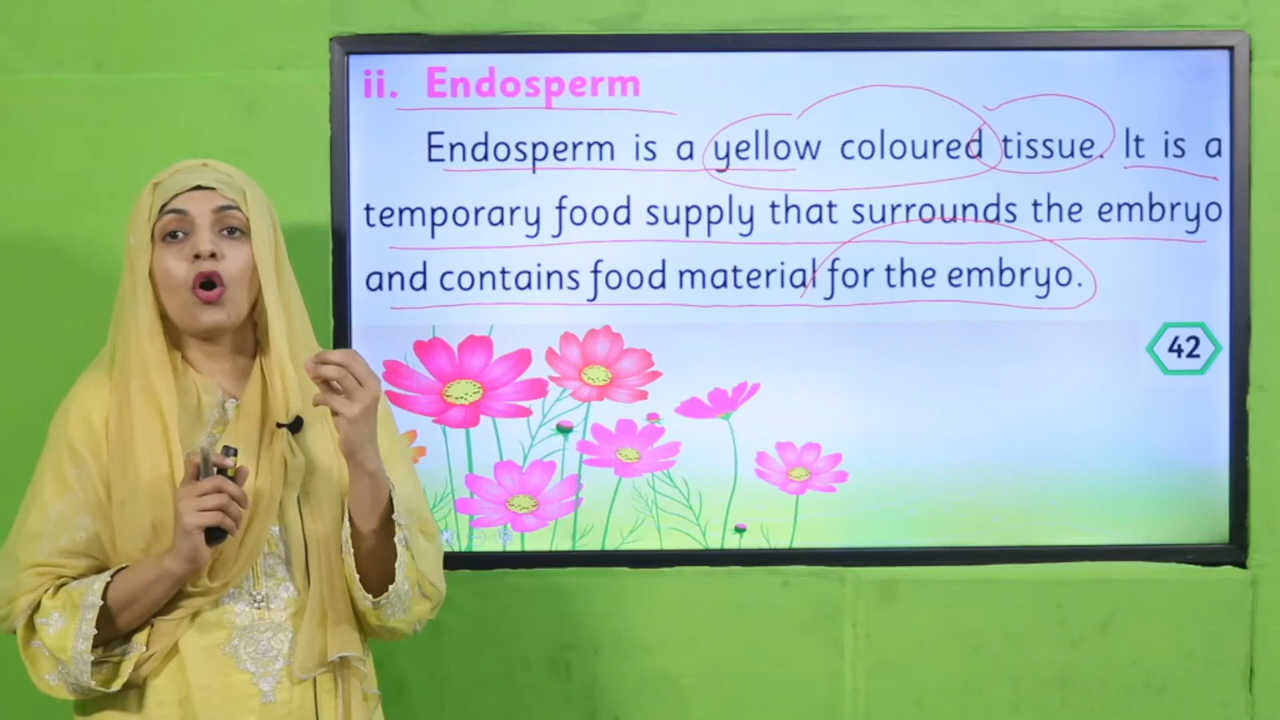 ii. Endosperm
Endosperm is a yellow coloured tissue. It is a
temporary food supply that surrounds the embryo
and contains food material for the embryo.
42